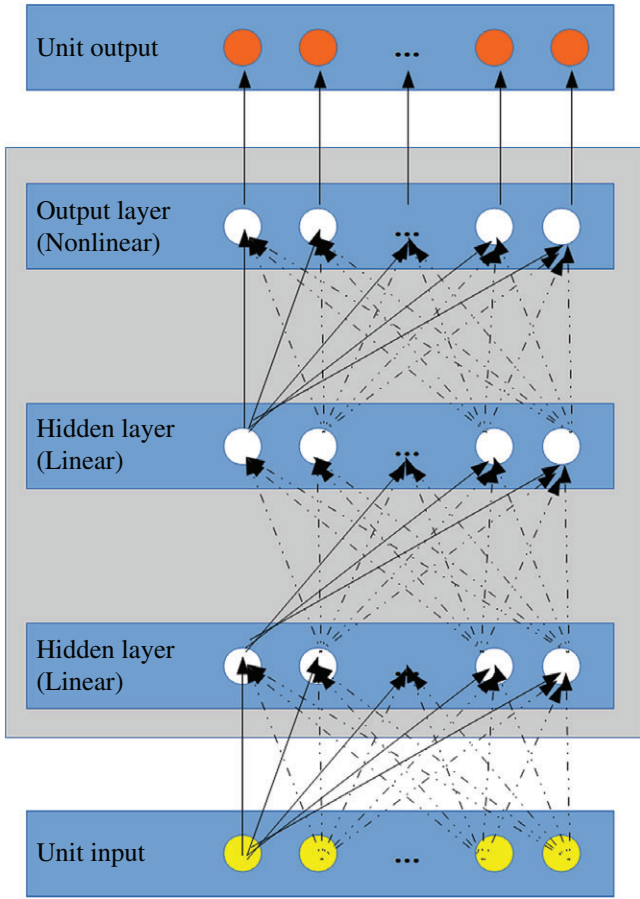 Unit output
...
Output layer
(Nonlinear)
...
Hidden layer
(Linear)
...
Hidden layer
(Linear)
...
Unit input
...